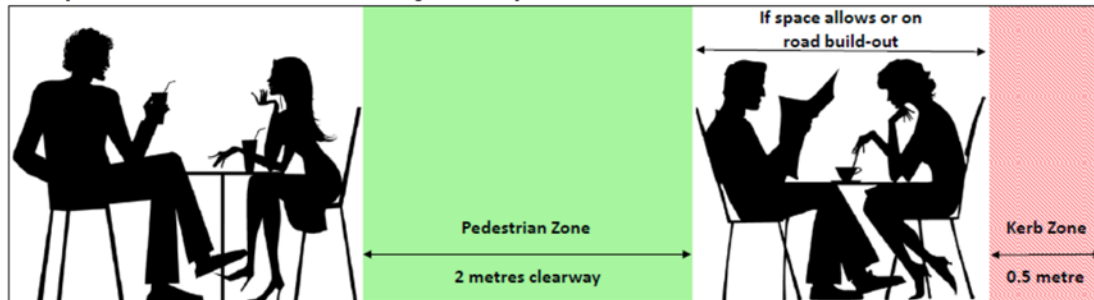 If space allows or on
road build-out
Pedestrian Zone
2 metres clearway
Kerb Zone
0.5 metre